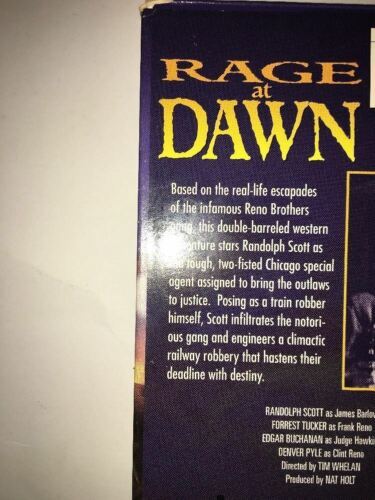 RAGE
at
DAWN
Based on the real-life escapades
of the infamous Reno Brothers
this double-barreled western
stars Randolph Scott as
tough, two-fisted Chicago special
agent assigned to bring the outlaws
to justice. Posing as a train robber
himself, Scott infiltrates the notori-
ous gang and engineers a climactic
railway robbery that hastens their
deadline with destiny.
RANDOLPH SCOTT as James Barlow
FORREST TUCKER as Frank Reno
EDGAR BUCHANAN as Judge Hawki
DENVER PYLE as Clint Reno
Directed by TIM WHELAN
Produced by NAT HOLT